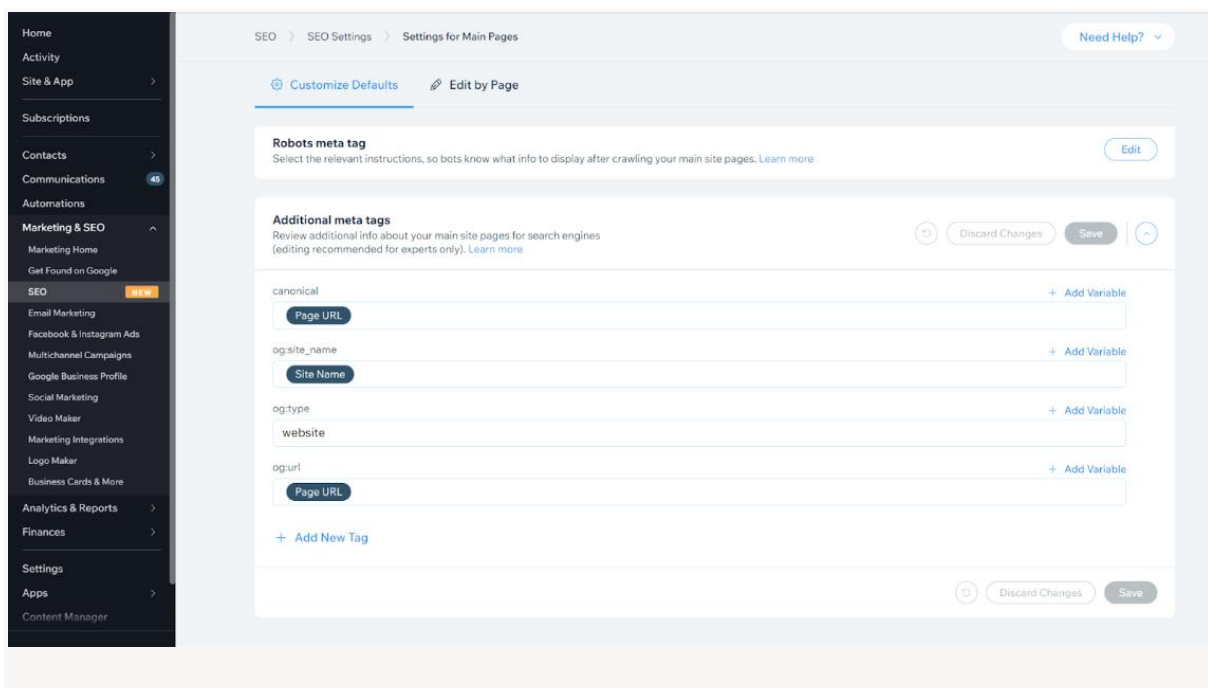 Home
Activity
Site & App
Subscriptions
Contacts
Communications 45
Automations
Marketing & SEO
Marketing Home
Get Found on Google
SEO NEW
Email Marketing
Facebook & Instagram Ads
Multichannel Campaigns
Google Business Profile
Social Marketing
Video Maker
Marketing Integrations
Logo Maker
Business Cards & More
Analytics & Reports
Finances
Settings
Apps
Content Manager
SEO > SEO Settings > Settings for Main Pages
Need Help?
Customize Defaults Edit by Page
Robots meta tag
Select the relevant instructions, so bots know what info to display after crawling your main site pages. Learn more
Edit
Additional meta tags
Review additional info about your main site pages for search engines
(editing recommended for experts only). Learn more
Discard Changes Save
canonical + Add Variable
Page URL
og:site_name + Add Variable
Site Name
og:type + Add Variable
website
og:url + Add Variable
Page URL
+ Add New Tag
Discard Changes Save